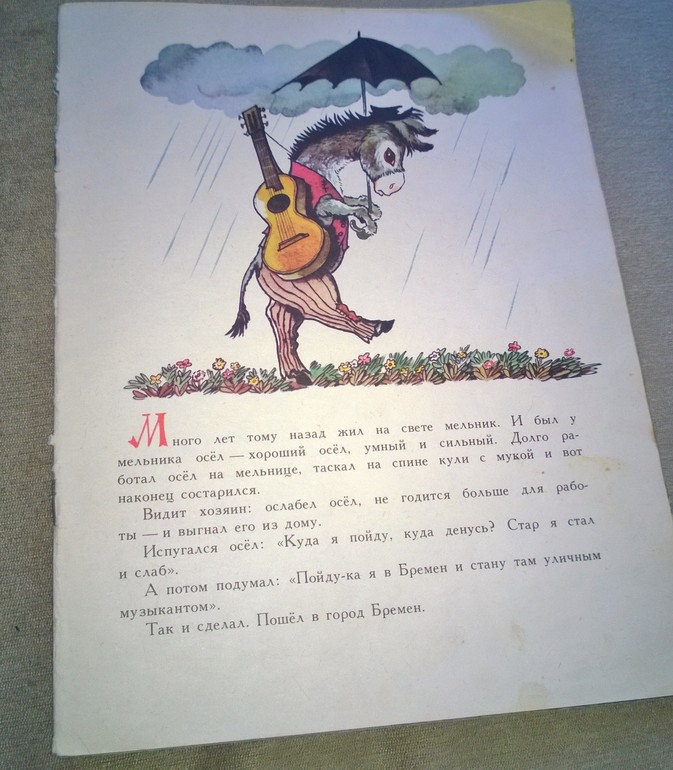 Много лет тому назад жил на свете мельник. И был у
мельника осёл — хороший осёл, умный и сильный. Долго ра-
ботал осёл на мельнице, таскал на спине кули с мукой и вот
наконец состарился.
Видит хозяин: ослабел осёл, не годится больше для рабо-
ты — и выгнал его из дому.
Испугался осёл: «Куда я пойду, куда денусь? Стар я стал
и слаб».
А потом подумал: «Пойду-ка я в Бремен и стану там уличным
музыкантом».
Так и сделал. Пошёл в город Бремен.